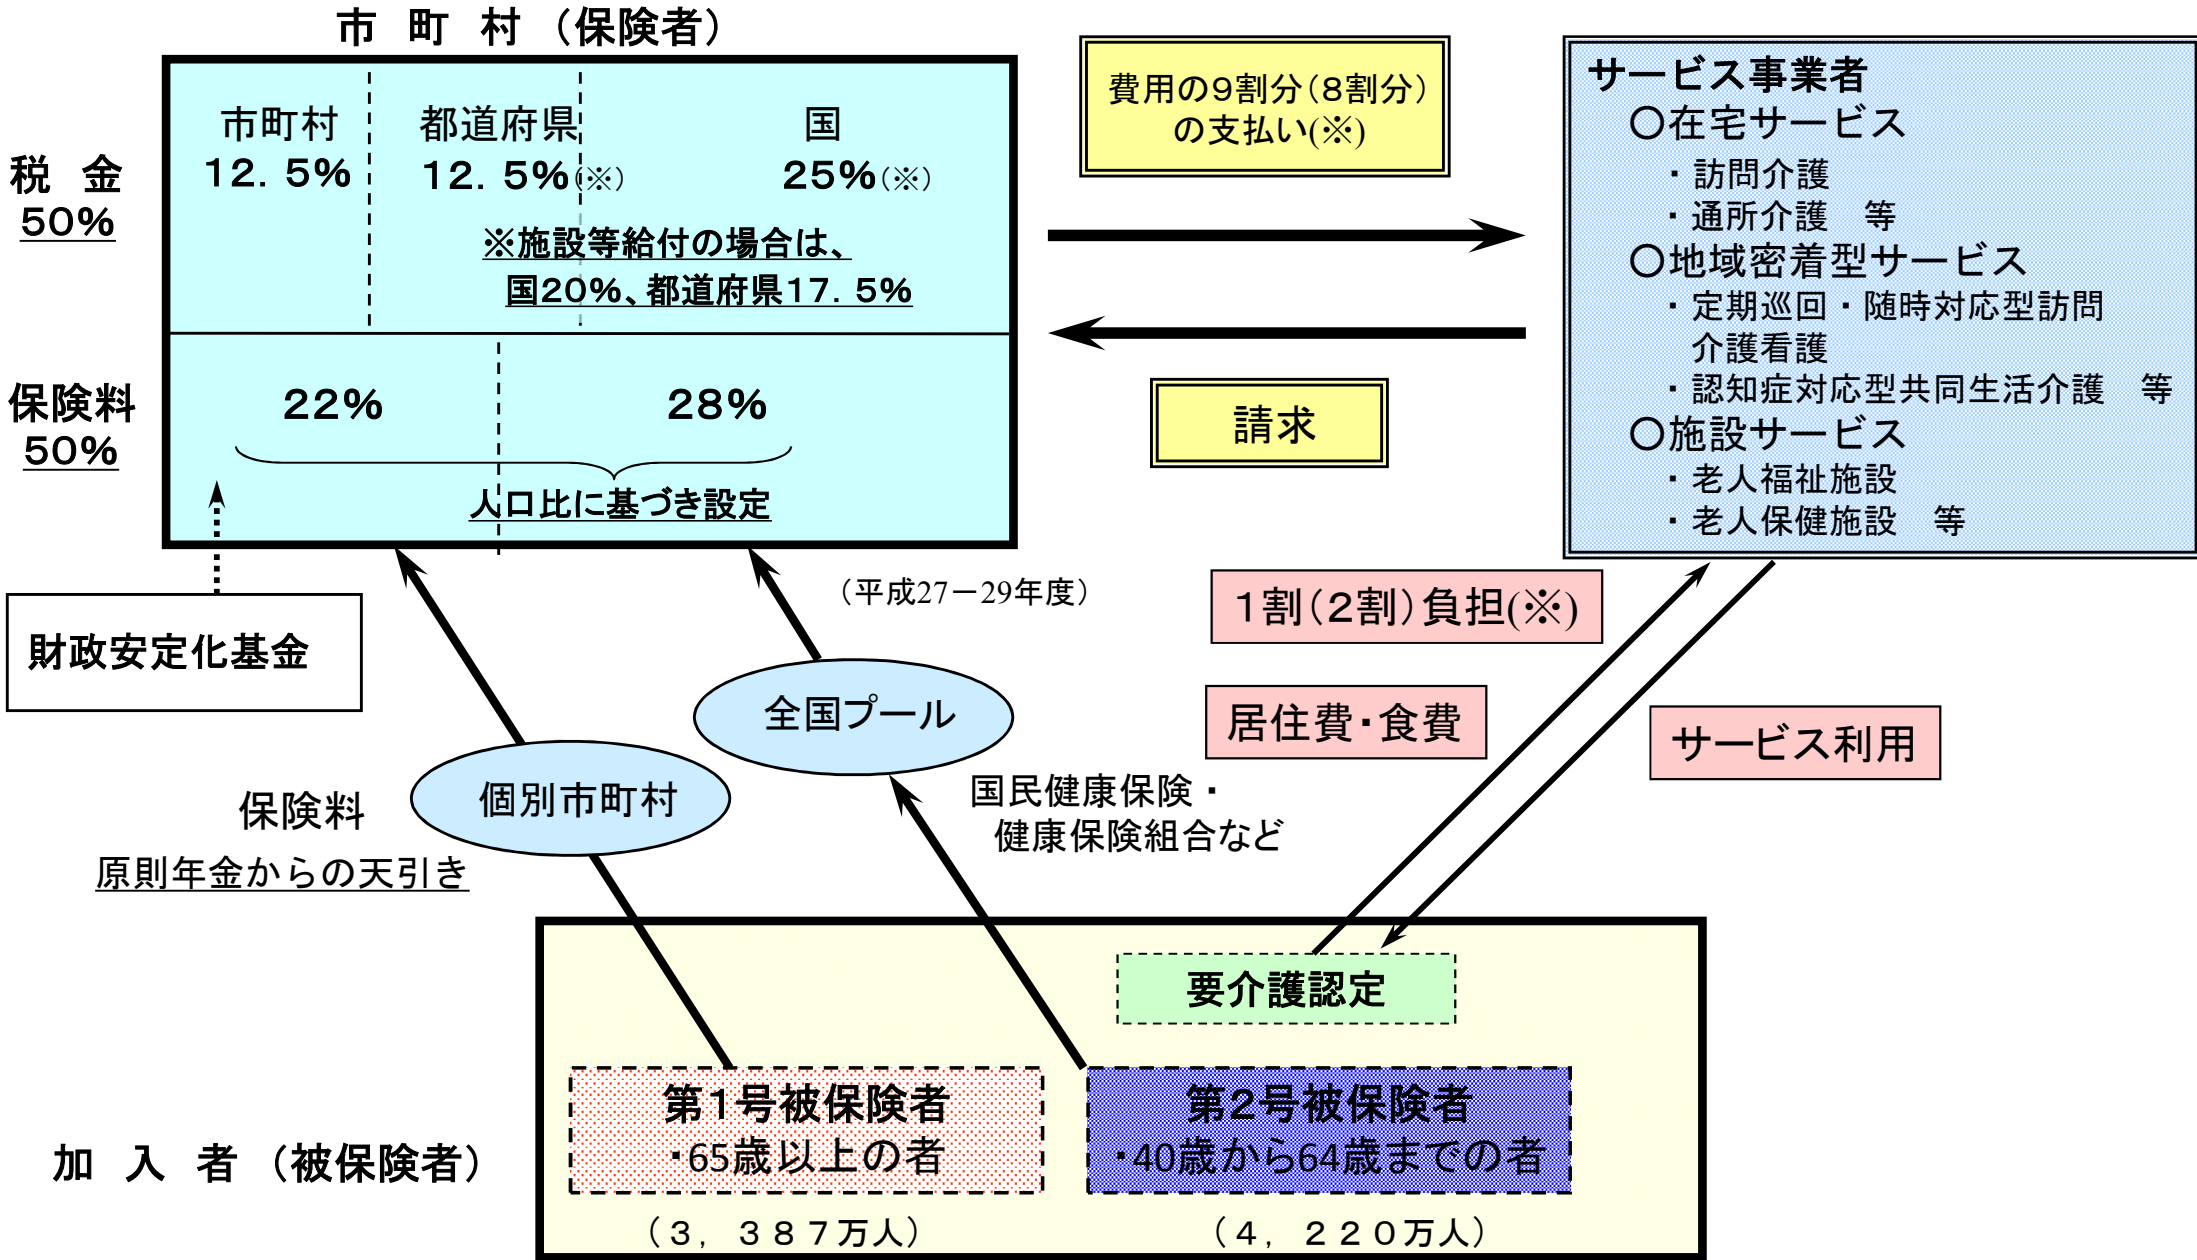 市　町　村　（保険者）
税　金
50%
市町村
12．5%
都道府県
12．5%(※)
国
25%(※)
※施設等給付の場合は、
国20%、都道府県17．5%
保険料
50%
22%
28%
人口比に基づき設定
費用の９割分（８割分）
の支払い(※)
請求
サービス事業者
○在宅サービス
・訪問介護
・通所介護　等
○地域密着型サービス
・定期巡回・随時対応型訪問
介護看護
・認知症対応型共同生活介護　等
○施設サービス
・老人福祉施設
・老人保健施設　等
財政安定化基金
（平成27－29年度）
１割（２割）負担(※)
居住費・食費
サービス利用
全国プール
個別市町村
保険料
原則年金からの天引き
国民健康保険・
健康保険組合など
要介護認定
第１号被保険者
・65歳以上の者
第２号被保険者
・40歳から64歳までの者
加　入　者　（被保険者）
（３，３８７万人）
（４，２２０万人）